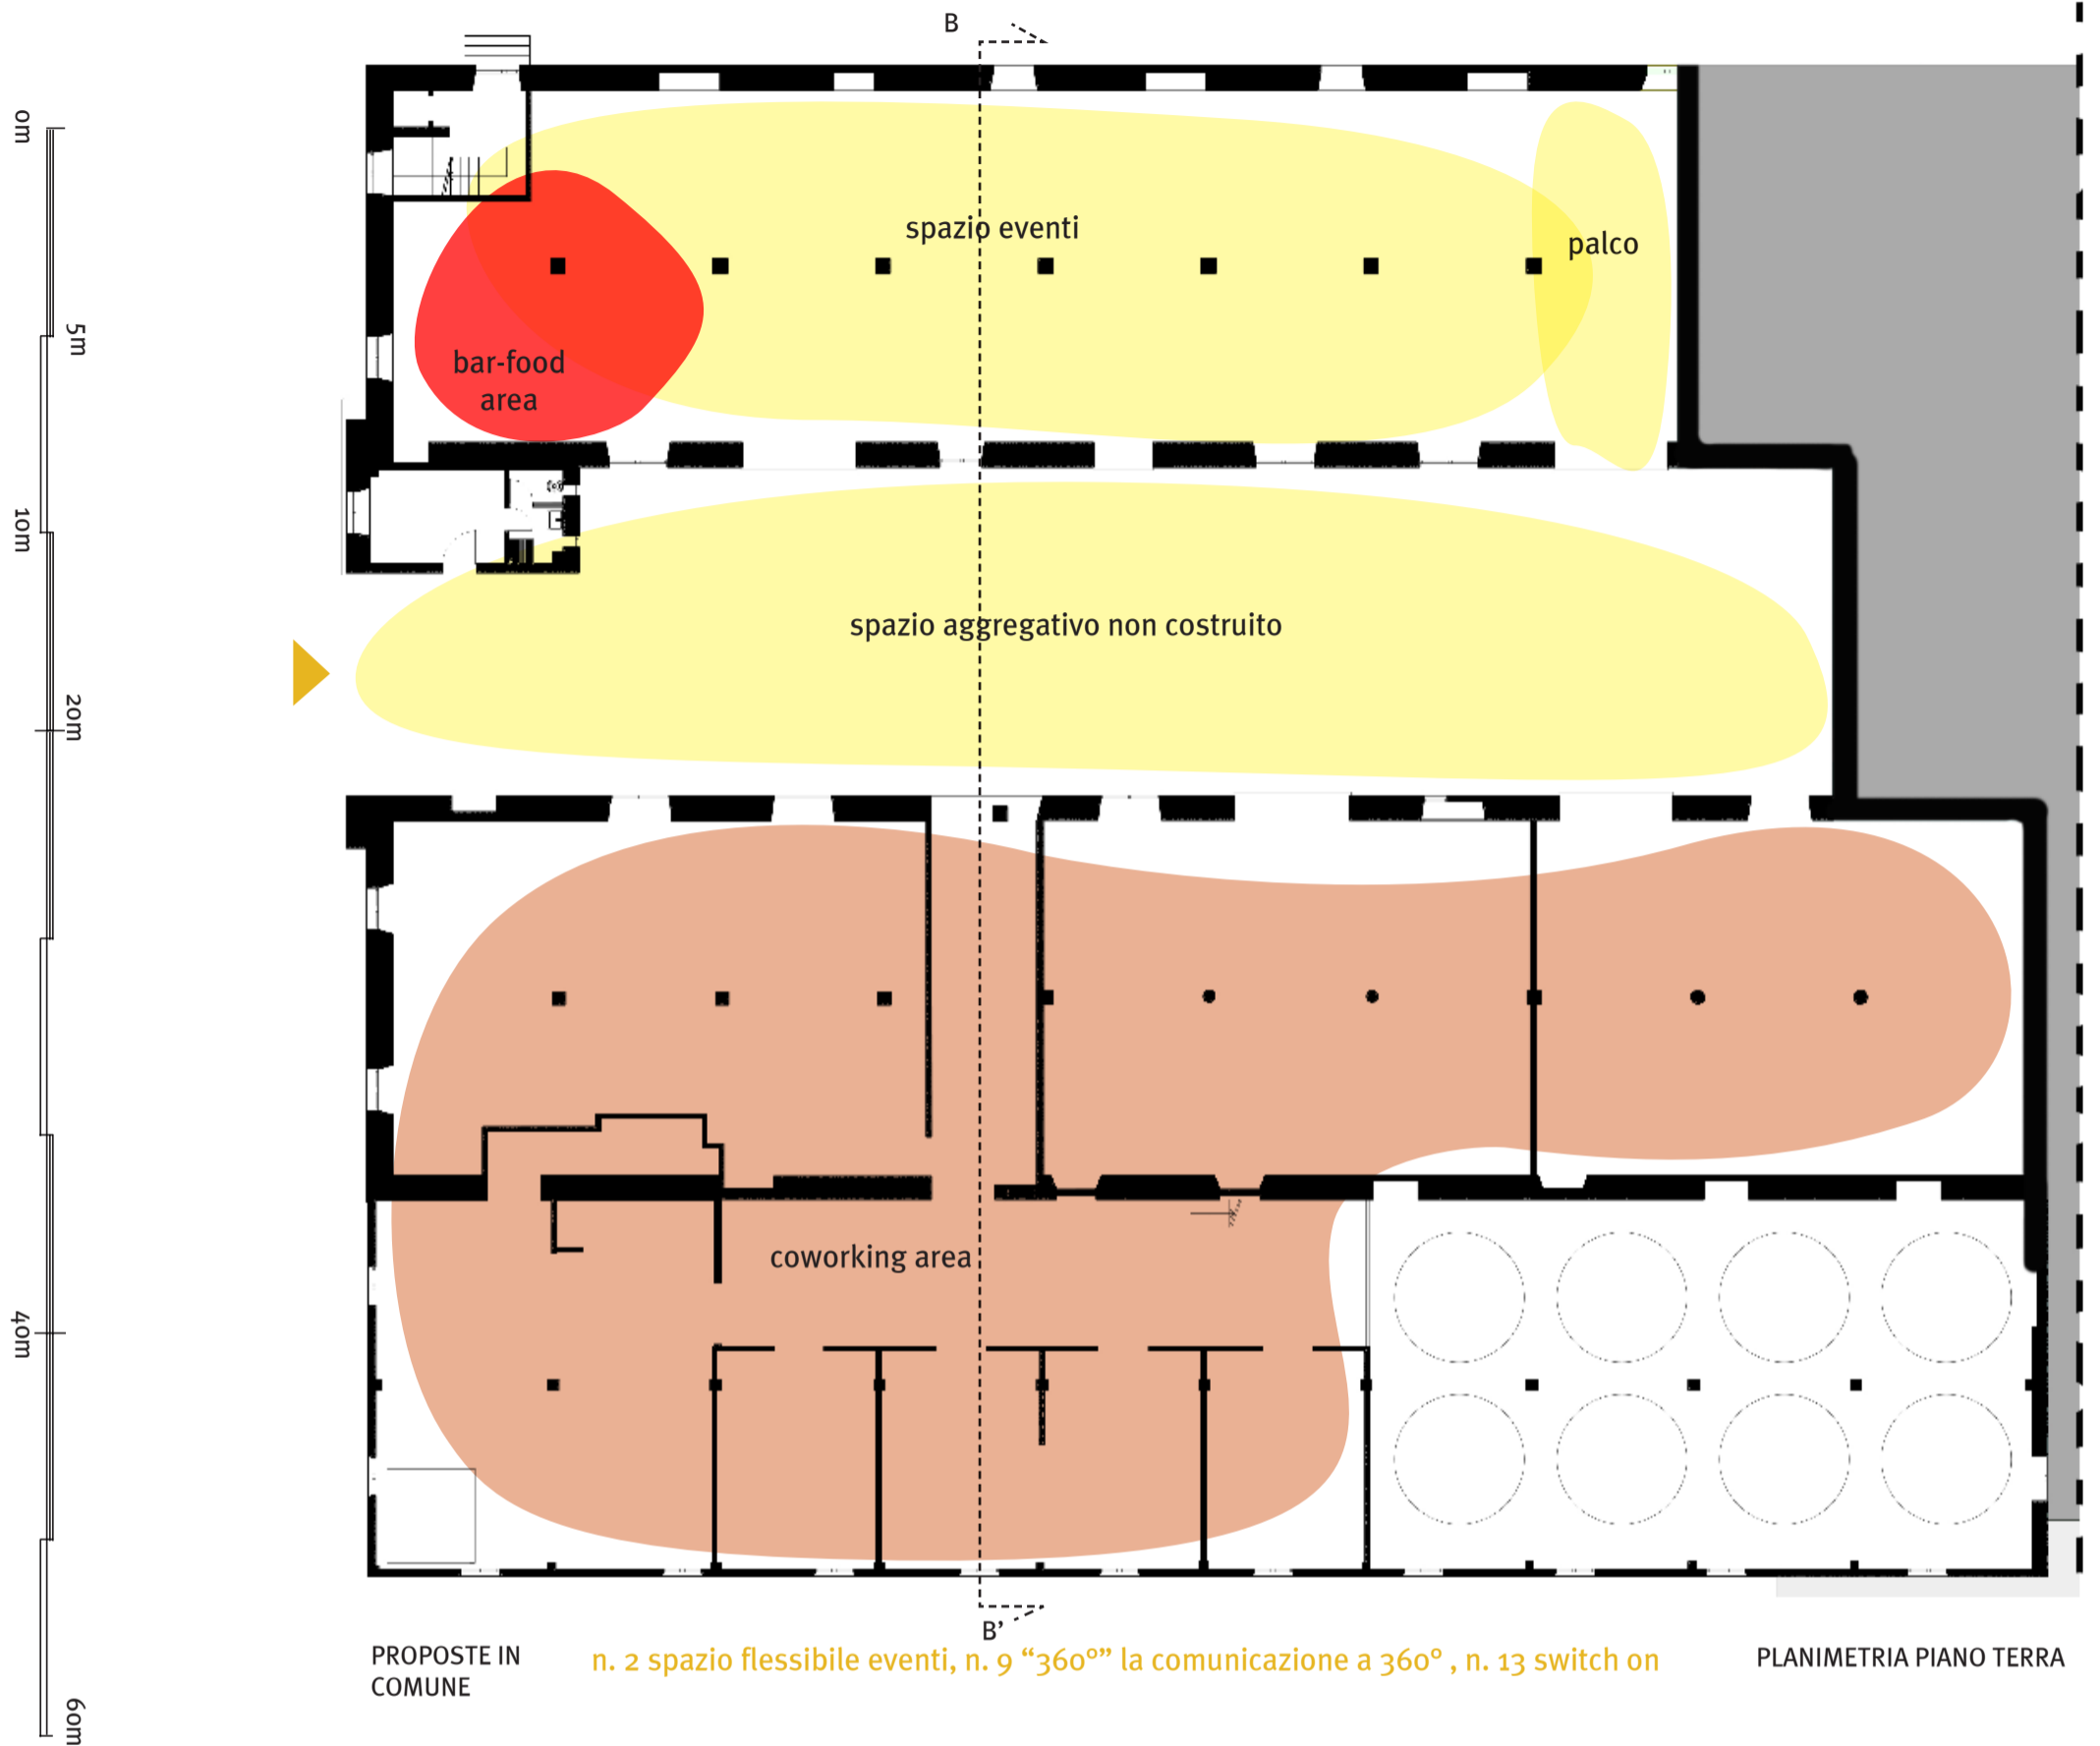 B
0m
5m
10m
20m
40m
60m
spazio eventi
palco
bar-food
area
spazio aggregativo non costruito
coworking area
B’
PROPOSTE IN
COMUNE
n. 2 spazio flessibile eventi, n. 9 “360°” la comunicazione a 360° , n. 13 switch on
PLANIMETRIA PIANO TERRA